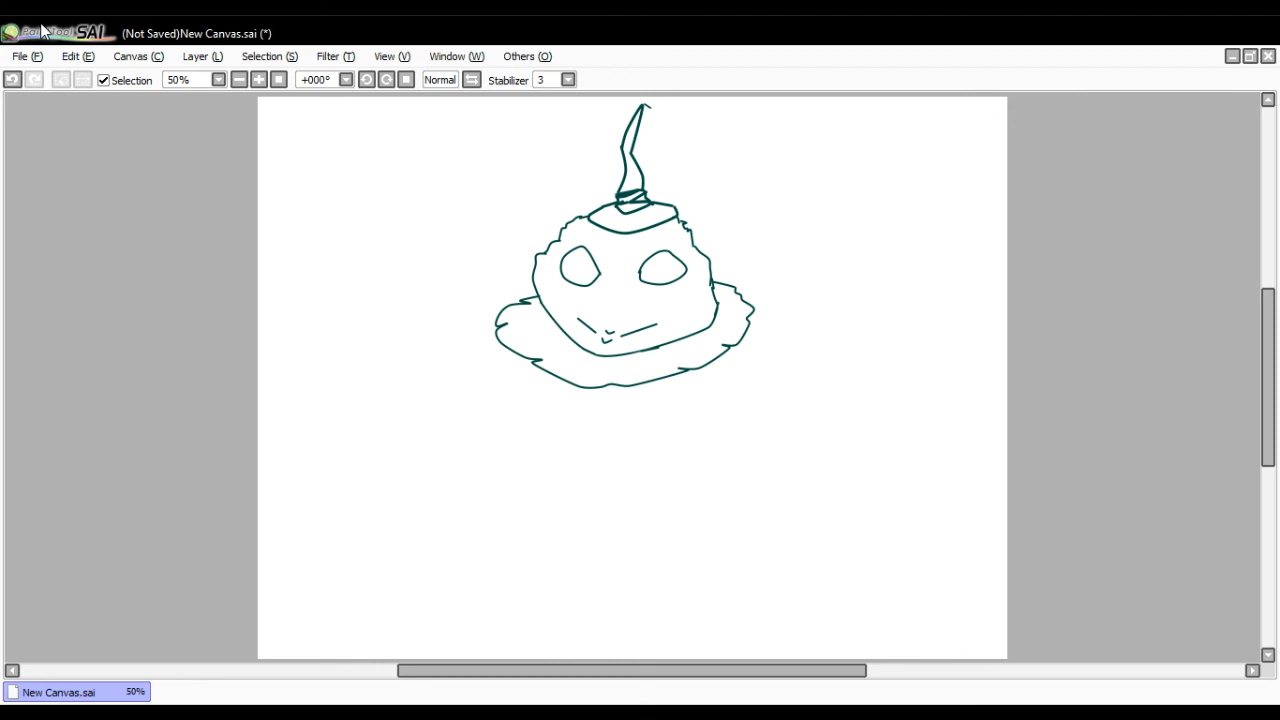 PaintTool SAI (Not Saved)New Canvas.sai (*)
File (F) Edit (E) Canvas (C) Layer (L) Selection (S) Filter (T) View (V) Window (W) Others (O)
Selection 50% +000° Normal Stabilizer 3
New Canvas.sai 50%